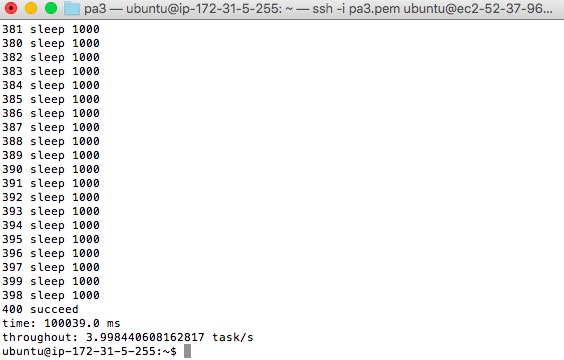 pa3 — ubuntu@ip-172-31-5-255: ~ — ssh -i pa3.pem ubuntu@ec2-52-37-96...
381 sleep 1000
380 sleep 1000
382 sleep 1000
383 sleep 1000
384 sleep 1000
385 sleep 1000
386 sleep 1000
387 sleep 1000
388 sleep 1000
389 sleep 1000
390 sleep 1000
391 sleep 1000
392 sleep 1000
393 sleep 1000
394 sleep 1000
395 sleep 1000
396 sleep 1000
397 sleep 1000
399 sleep 1000
398 sleep 1000
400 succeed
time: 100039.0 ms
throughout: 3.998440608162817 task/s
ubuntu@ip-172-31-5-255:~$